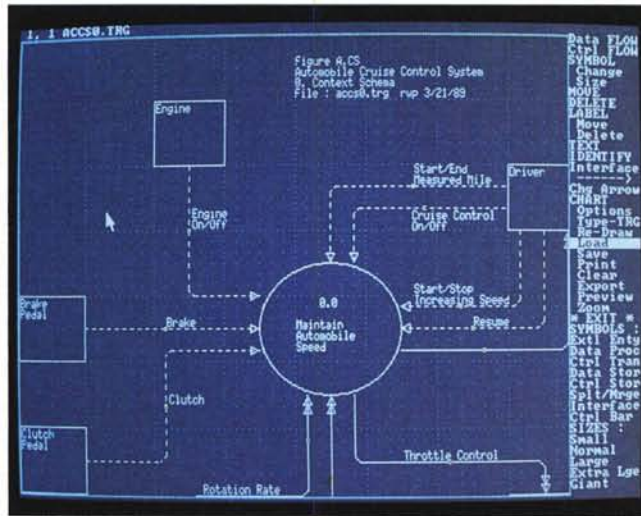 1, 1 ACCS0.TRG
Figure A.CS
Automobile Cruise Control System
0. Context Schema
File : accs0.trg rwp 3/21/89
Engine
Driver
Start/End
Measured Mile
Engine
On/Off
Cruise Control
On/Off
Start/Stop
Increasing Speed
0.0
Maintain
Automobile
Speed
Brake
Pedal
Brake
Resume
Clutch
Clutch
Pedal
Throttle Control
Rotation Rate
Data FLOW
Ctrl FLOW
SYMBOL
Change
Size
MOVE
DELETE
LABEL
Move
Delete
TEXT
IDENTIFY
Interface
------>
Chg Arrow
CHART
Options
Type-TRG
Re-Draw
Load
Save
Print
Clear
Export
Preview
Zoom
* EXIT *
SYMBOLS :
Extl Enty
Data Proc
Ctrl Tran
Data Stor
Ctrl Stor
Splt/Mrge
Interface
Ctrl Bar
SIZES :
Small
Normal
Large
Extra Lge
Giant